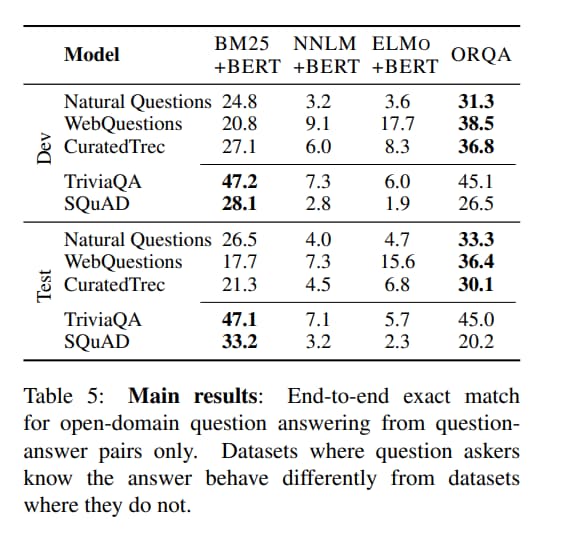 Model BM25 NNLM ELMO ORQA
+BERT +BERT +BERT
Dev
Natural Questions 24.8 3.2 3.6 31.3
WebQuestions 20.8 9.1 17.7 38.5
CuratedTrec 27.1 6.0 8.3 36.8
TriviaQA 47.2 7.3 6.0 45.1
SQuAD 28.1 2.8 1.9 26.5
Test
Natural Questions 26.5 4.0 4.7 33.3
WebQuestions 17.7 7.3 15.6 36.4
CuratedTrec 21.3 4.5 6.8 30.1
TriviaQA 47.1 7.1 5.7 45.0
SQuAD 33.2 3.2 2.3 20.2
Table 5: Main results: End-to-end exact match
for open-domain question answering from question-
answer pairs only. Datasets where question askers
know the answer behave differently from datasets
where they do not.